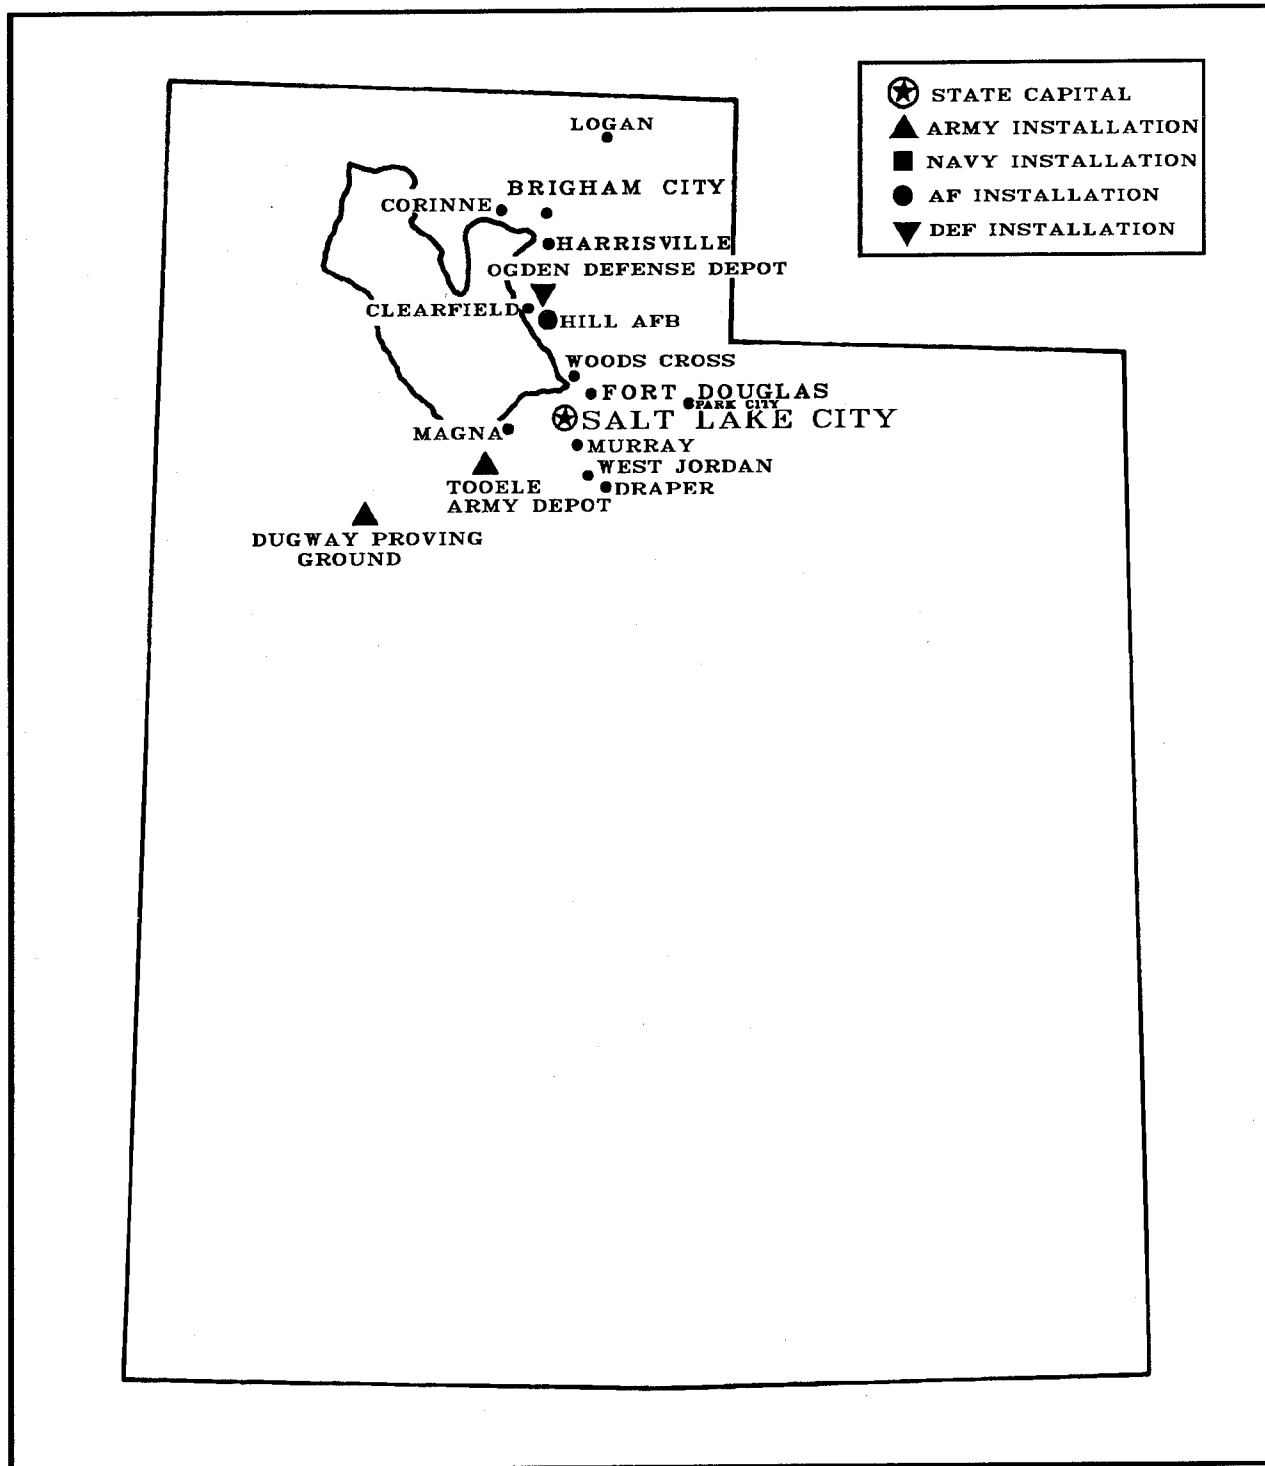 STATE CAPITAL
ARMY INSTALLATION
NAVY INSTALLATION
AF INSTALLATION
DEF INSTALLATION
LOGAN
BRIGHAM CITY
CORINNE
HARRISVILLE
OGDEN DEFENSE DEPOT
CLEARFIELD
HILL AFB
WOODS CROSS
FORT DOUGLAS
PARK CITY
SALT LAKE CITY
MAGNA
MURRAY
WEST JORDAN
TOOELE
ARMY DEPOT
DRAPER
DUGWAY PROVING
GROUND